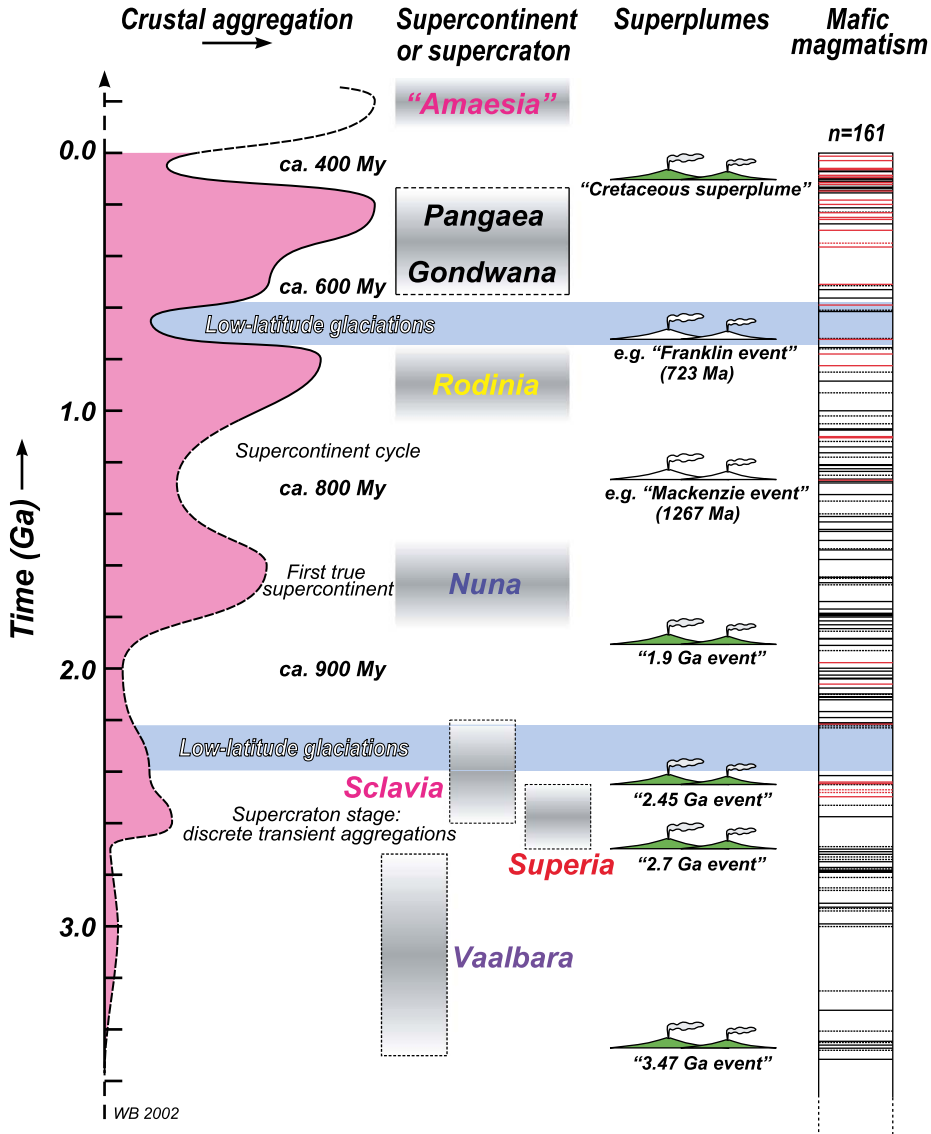 Crustal aggregation
Supercontinent
or supercraton
Superplumes
Mafic
magmatism
“Amaesia”
n=161
0.0
ca. 400 My
“Cretaceous superplume”
Pangaea
Gondwana
ca. 600 My
Low-latitude glaciations
e.g. “Franklin event”
(723 Ma)
Rodinia
1.0
Supercontinent cycle
ca. 800 My
e.g. “Mackenzie event”
(1267 Ma)
Time (Ga)
First true
supercontinent
Nuna
“1.9 Ga event”
2.0
ca. 900 My
Low-latitude glaciations
Sclavia
“2.45 Ga event”
Supercraton stage:
discrete transient aggregations
Superia
“2.7 Ga event”
3.0
Vaalbara
“3.47 Ga event”
WB 2002